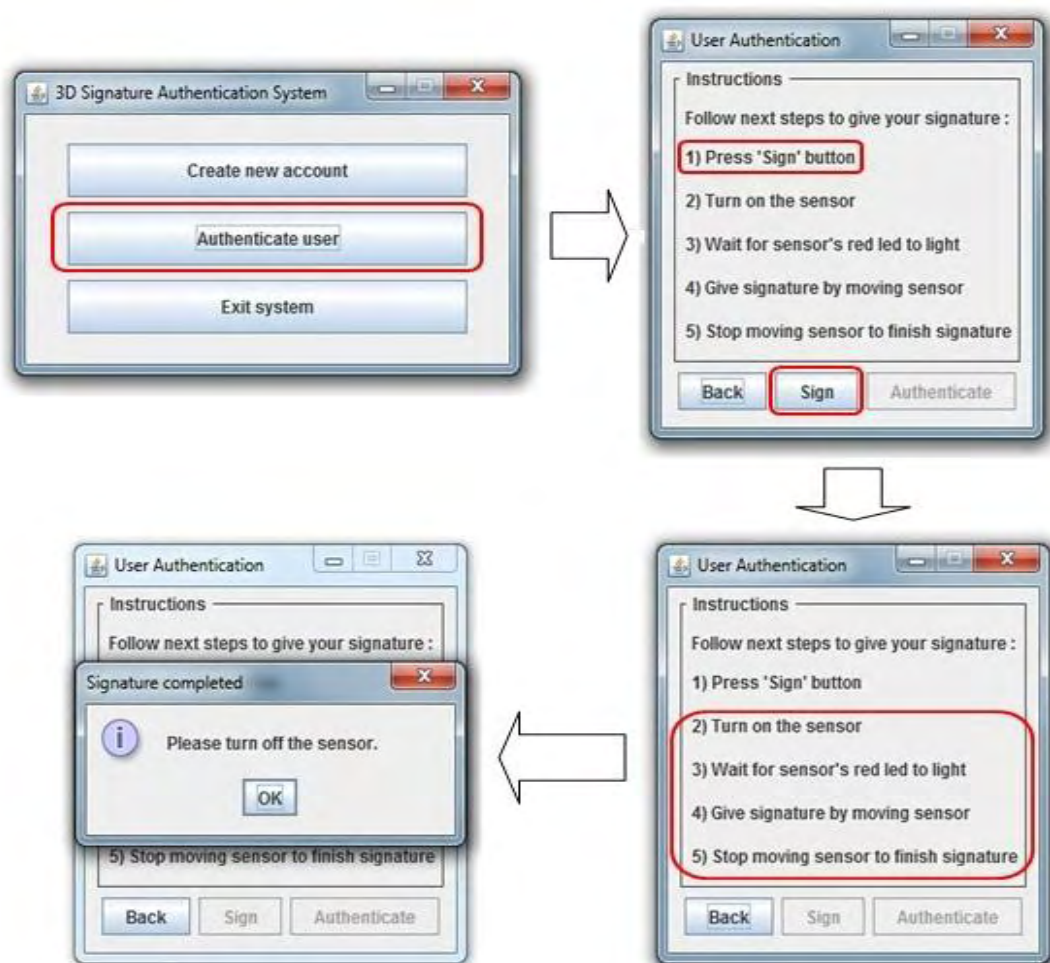 3D Signature Authentication System
Create new account
Authenticate user
Exit system
User Authentication
Instructions
Follow next steps to give your signature :
1) Press 'Sign' button
2) Turn on the sensor
3) Wait for sensor's red led to light
4) Give signature by moving sensor
5) Stop moving sensor to finish signature
Back Sign Authenticate
User Authentication
Instructions
Follow next steps to give your signature :
1) Press 'Sign' button
2) Turn on the sensor
3) Wait for sensor's red led to light
4) Give signature by moving sensor
5) Stop moving sensor to finish signature
Back Sign Authenticate
User Authentication
Instructions
Follow next steps to give your signature :
Signature completed
Please turn off the sensor.
OK
5) Stop moving sensor to finish signature
Back Sign Authenticate